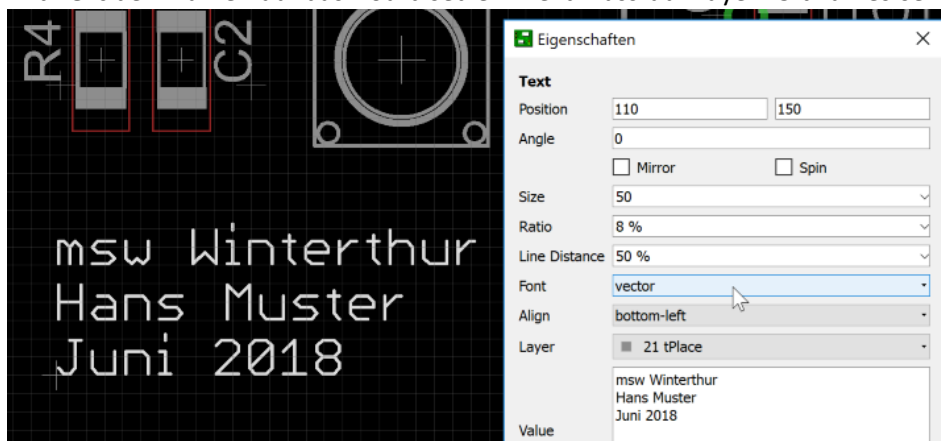 R4
C2
msw Winterthur
Hans Muster
Juni 2018
Eigenschaften
Text
Position 110 150
Angle 0
Mirror Spin
Size 50
Ratio 8 %
Line Distance 50 %
Font vector
Align bottom-left
Layer 21 tPlace
msw Winterthur
Hans Muster
Juni 2018
Value